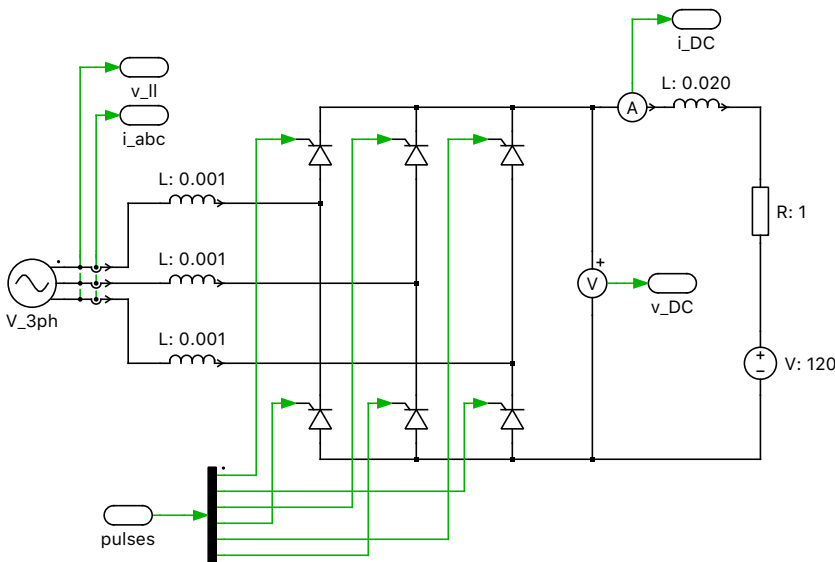 i_DC
v_ll
L: 0.020
A
i_abc
L: 0.001
R: 1
L: 0.001
+
V
v_DC
V_3ph
L: 0.001
+
−
V: 120
pulses